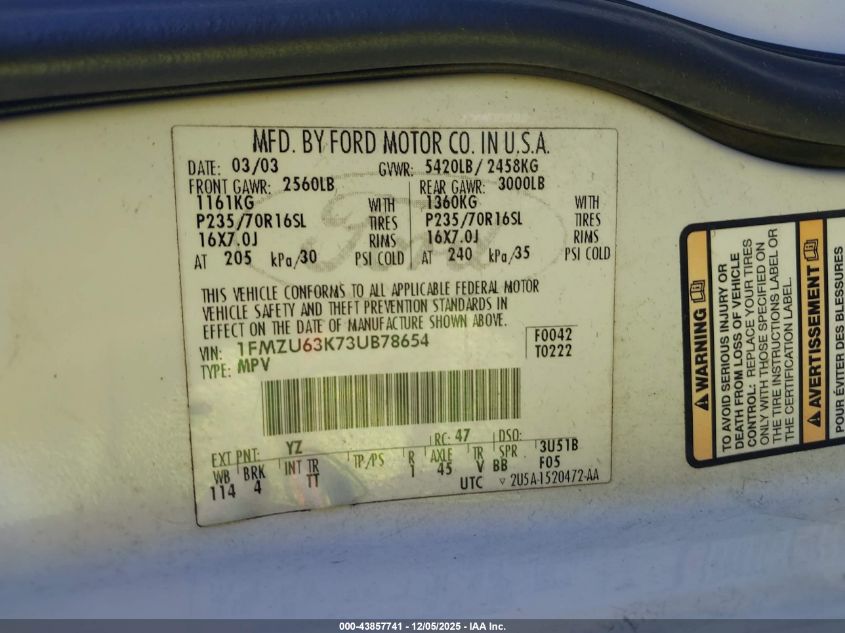 MFD. BY FORD MOTOR CO. IN U.S.A.
DATE: 03/03 GVWR: 5420LB/ 2458KG
FRONT GAWR: 2560LB REAR GAWR: 3000LB
1161KG WITH 1360KG WITH
P235/70R16SL TIRES P235/70R16SL TIRES
16X7.0J RIMS 16X7.0J RIMS
AT 205 kPa/30 PSI COLD AT 240 kPa/35 PSI COLD
Ford
THIS VEHICLE CONFORMS TO ALL APPLICABLE FEDERAL MOTOR
VEHICLE SAFETY AND THEFT PREVENTION STANDARDS IN
EFFECT ON THE DATE OF MANUFACTURE SHOWN ABOVE.
VIN: 1FMZU63K73UB78654 F0042
TYPE: MPV T0222
EXT PNT: YZ RC: 47 DSO:
WB BRK INT TR TP/PS R AXLE TR SPR 3U51B
114 4 TT 1 45 V BB F05
UTC ▽ 2U5A-1520472-AA
WARNING
TO AVOID SERIOUS INJURY OR
DEATH FROM LOSS OF VEHICLE
CONTROL: REPLACE YOUR TIRES
ONLY WITH THOSE SPECIFIED ON
THE TIRE INSTRUCTIONS LABEL OR
THE CERTIFICATION LABEL.
AVERTISSEMENT
POUR ÉVITER DES BLESSURES
000-43857741 - 12/05/2025 - IAA Inc.